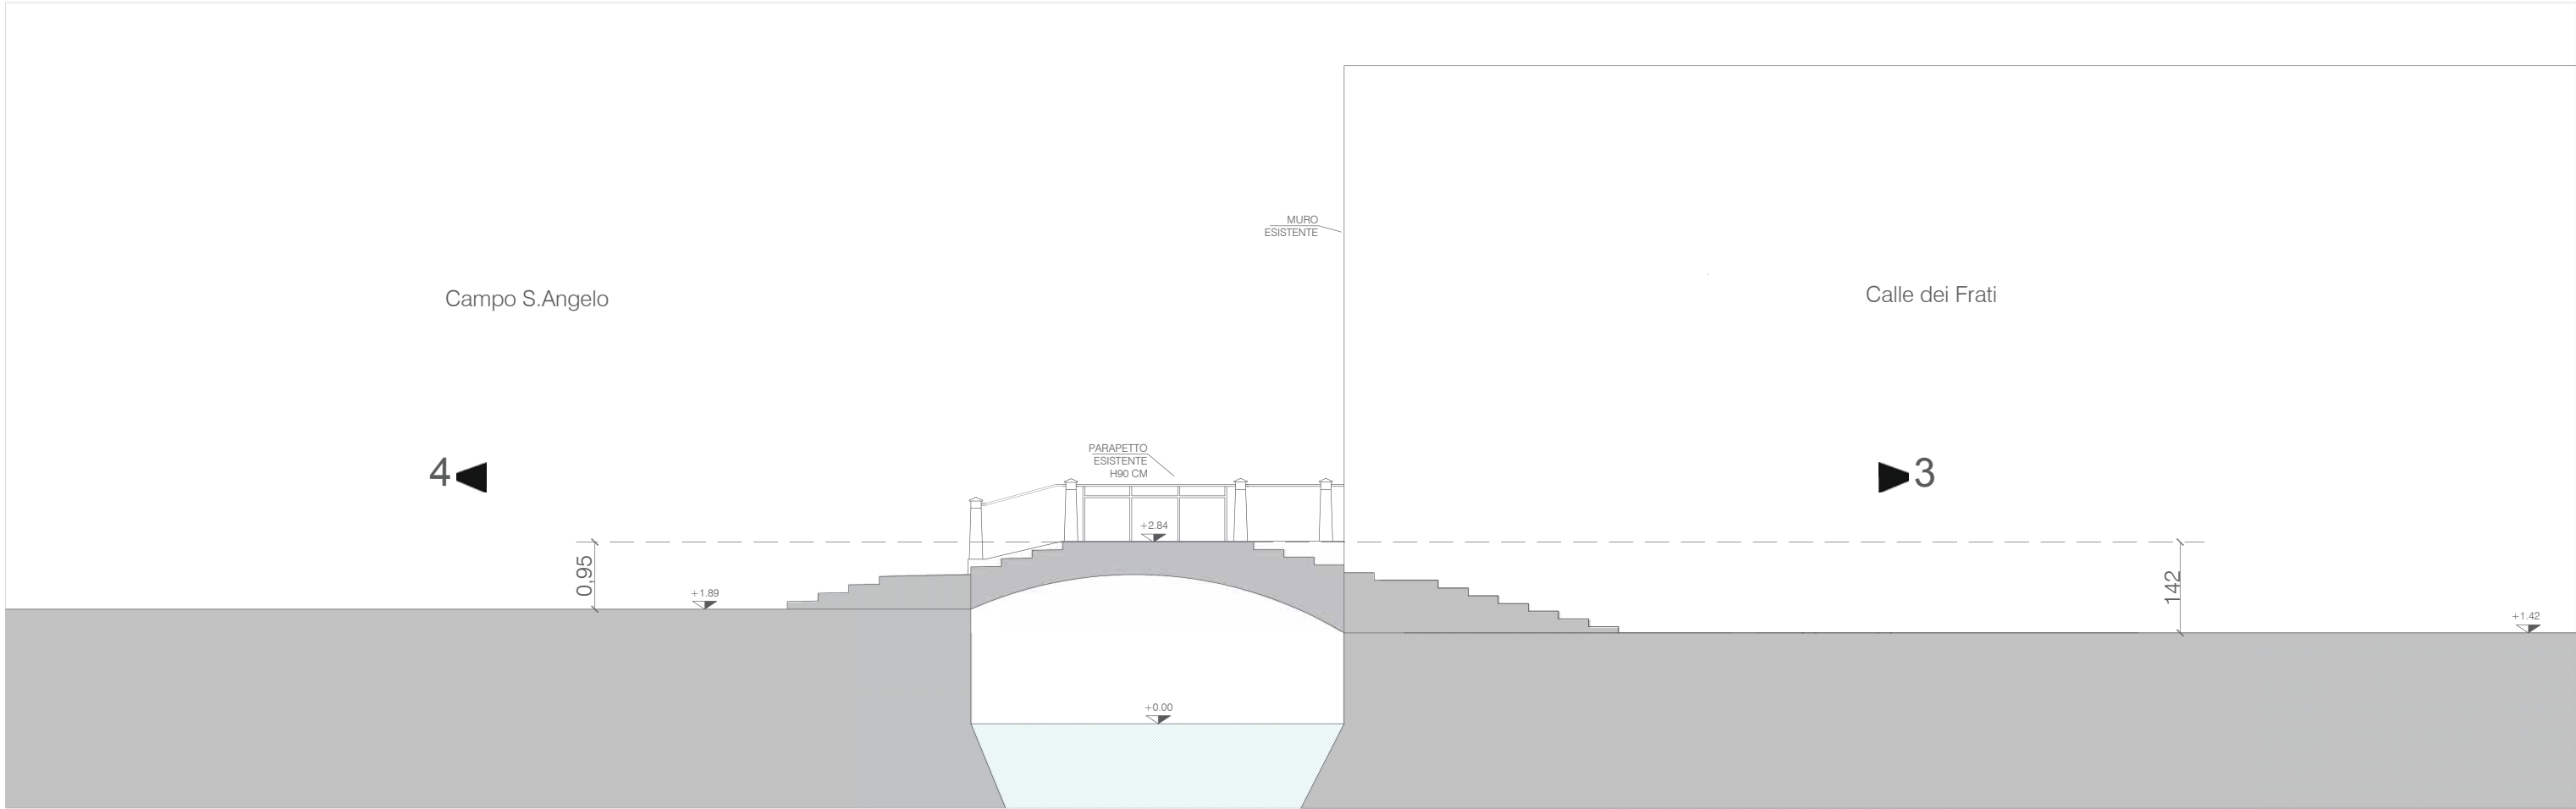 MURO
ESISTENTE
Campo S.Angelo
Calle dei Frati
PARAPETTO
ESISTENTE
H90 CM
4
3
+2.84
0,95
142
+1.89
+1.42
+0.00